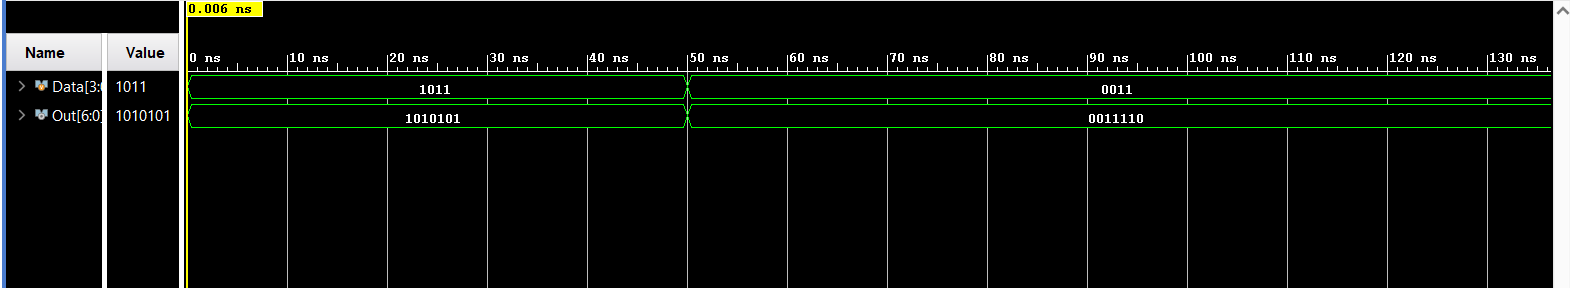 0.006 ns
Name Value
0 ns 10 ns 20 ns 30 ns 40 ns 50 ns 60 ns 70 ns 80 ns 90 ns 100 ns 110 ns 120 ns 130 ns
Data[3:0 1011 1011 0011
Out[6:0] 1010101 1010101 0011110